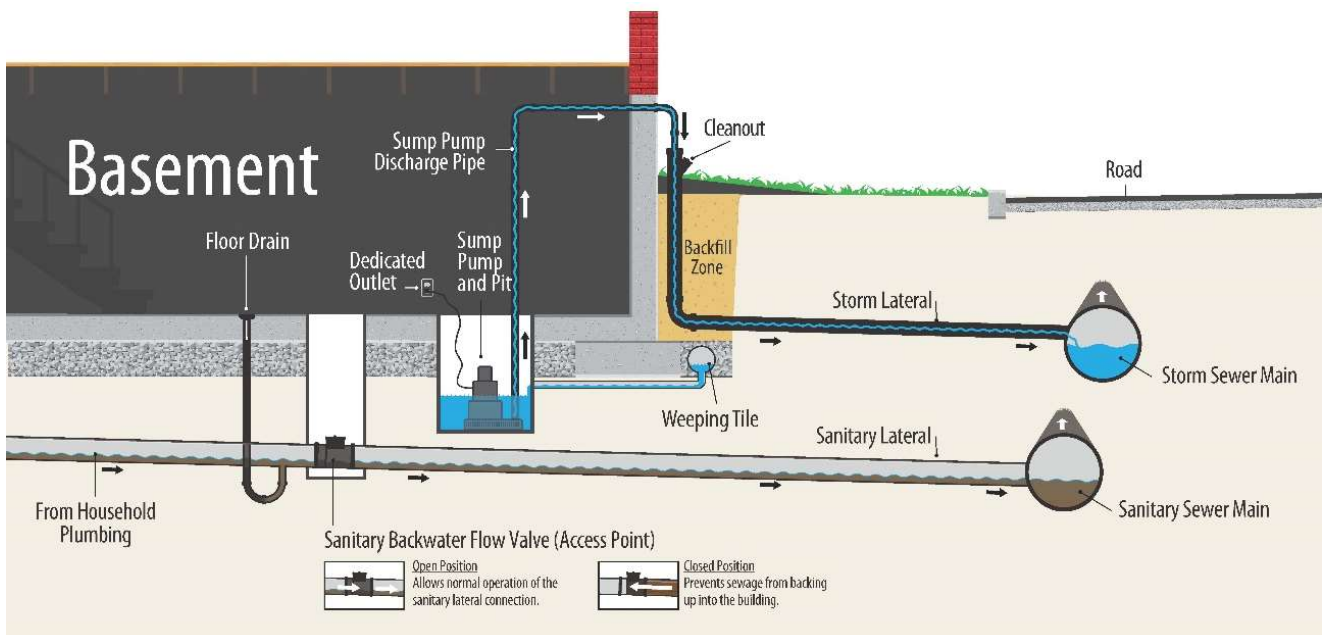 Basement
Sump Pump
Discharge Pipe
Cleanout
Road
Floor Drain
Dedicated
Outlet
Sump
Pump
and Pit
Backfill
Zone
Storm Lateral
Storm Sewer Main
Weeping Tile
Sanitary Lateral
Sanitary Sewer Main
From Household
Plumbing
Sanitary Backwater Flow Valve (Access Point)
Open Position
Allows normal operation of the
sanitary lateral connection.
Closed Position
Prevents sewage from backing
up into the building.